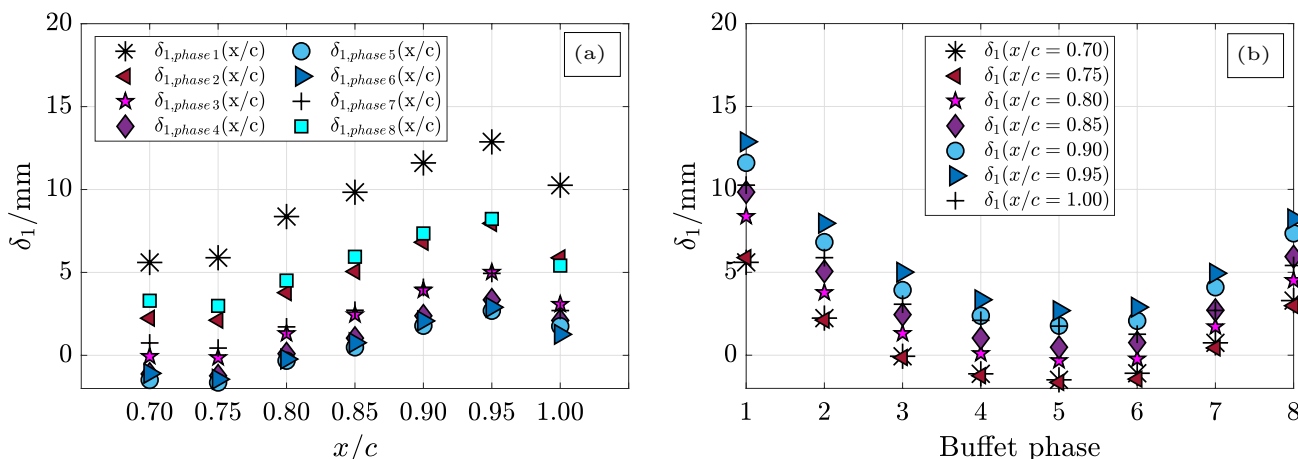 20
15
10
5
0
δ₁/mm
δ₁,phase 1(x/c) δ₁,phase 5(x/c)
δ₁,phase 2(x/c) δ₁,phase 6(x/c)
δ₁,phase 3(x/c) δ₁,phase 7(x/c)
δ₁,phase 4(x/c) δ₁,phase 8(x/c)
(a)
0.70 0.75 0.80 0.85 0.90 0.95 1.00
x/c
20
15
10
5
0
δ₁/mm
δ₁(x/c = 0.70)
δ₁(x/c = 0.75)
δ₁(x/c = 0.80)
δ₁(x/c = 0.85)
δ₁(x/c = 0.90)
δ₁(x/c = 0.95)
δ₁(x/c = 1.00)
(b)
1 2 3 4 5 6 7 8
Buffet phase